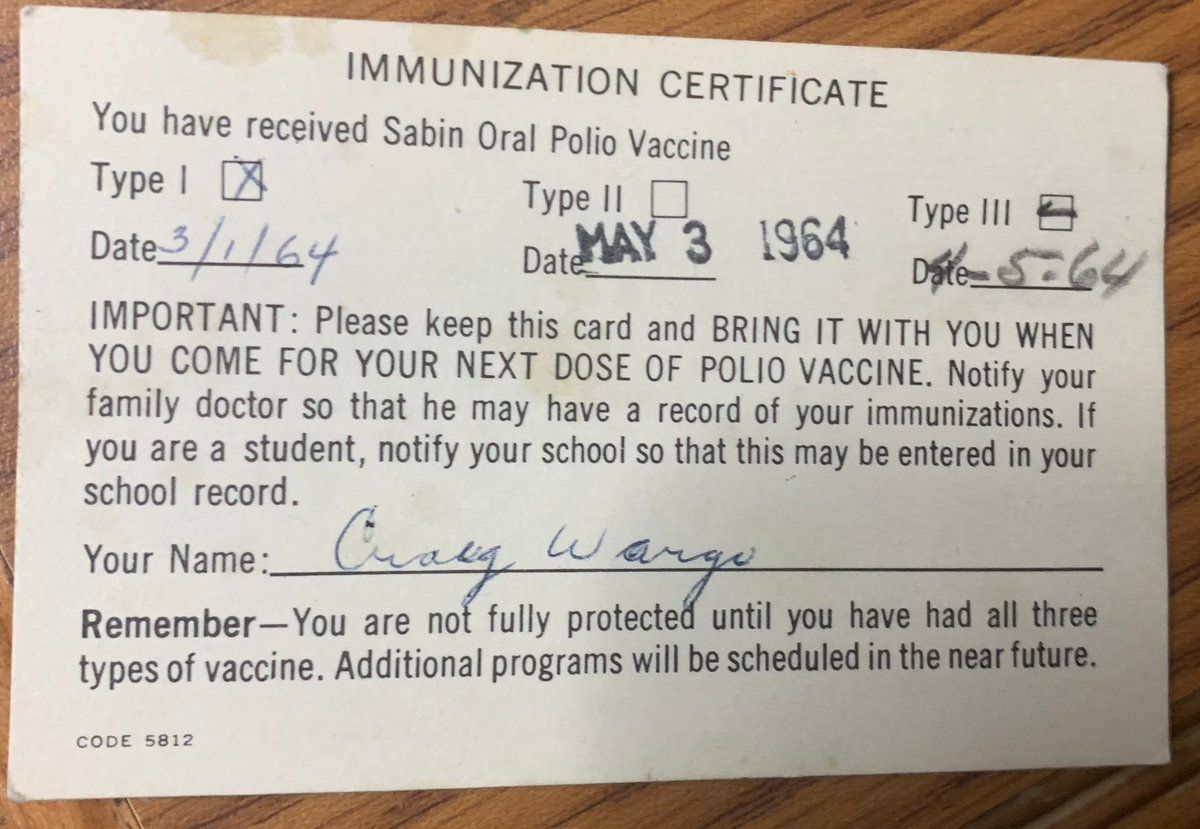 IMMUNIZATION CERTIFICATE
You have received Sabin Oral Polio Vaccine
Type I Type II Type III
Date 3/1/64 Date MAY 3 1964 Date 4-5-64
IMPORTANT: Please keep this card and BRING IT WITH YOU WHEN
YOU COME FOR YOUR NEXT DOSE OF POLIO VACCINE. Notify your
family doctor so that he may have a record of your immunizations. If
you are a student, notify your school so that this may be entered in your
school record.
Your Name: Craig Wargo
Remember—You are not fully protected until you have had all three
types of vaccine. Additional programs will be scheduled in the near future.
CODE 5812